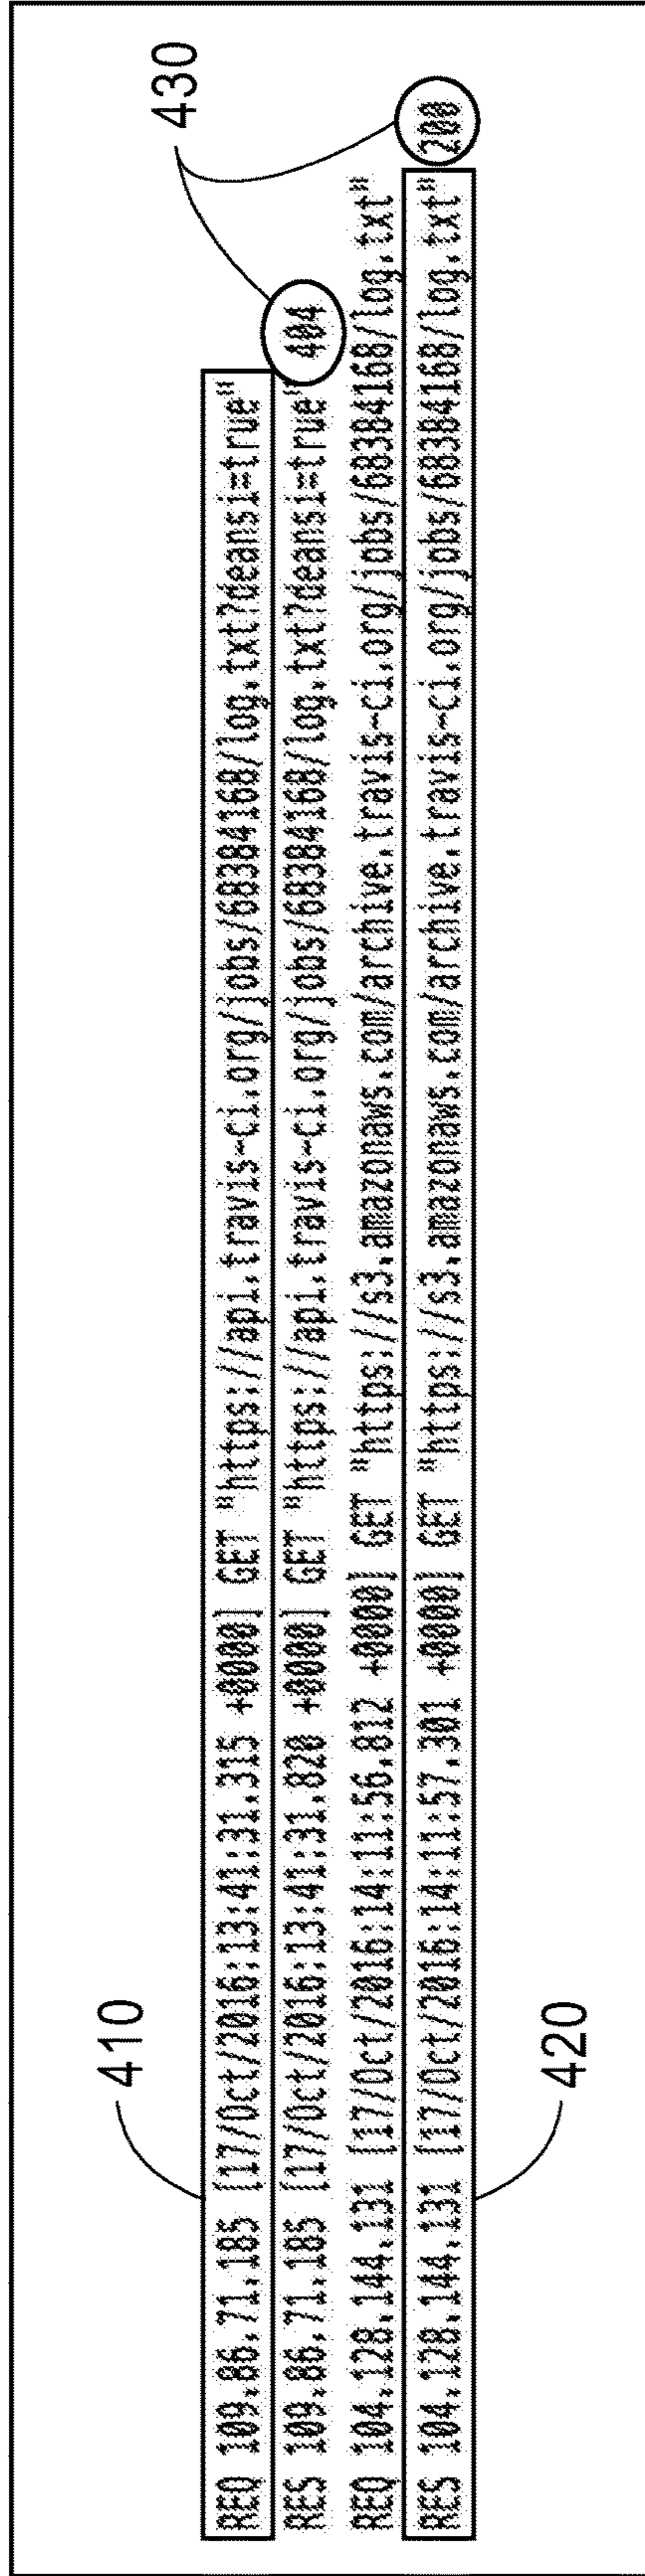 410
430
REQ 109.86.71.185 [17/Oct/2016:13:41:31.315 +0000] GET "https://api.travis-ci.org/jobs/68384168/log.txt?deansi=true"
RES 109.86.71.185 [17/Oct/2016:13:41:31.820 +0000] GET "https://api.travis-ci.org/jobs/68384168/log.txt?deansi=true" 404
REQ 104.128.144.131 [17/Oct/2016:14:11:56.812 +0000] GET "https://s3.amazonaws.com/archive.travis-ci.org/jobs/68384168/log.txt"
RES 104.128.144.131 [17/Oct/2016:14:11:57.301 +0000] GET "https://s3.amazonaws.com/archive.travis-ci.org/jobs/68384168/log.txt" 200
420